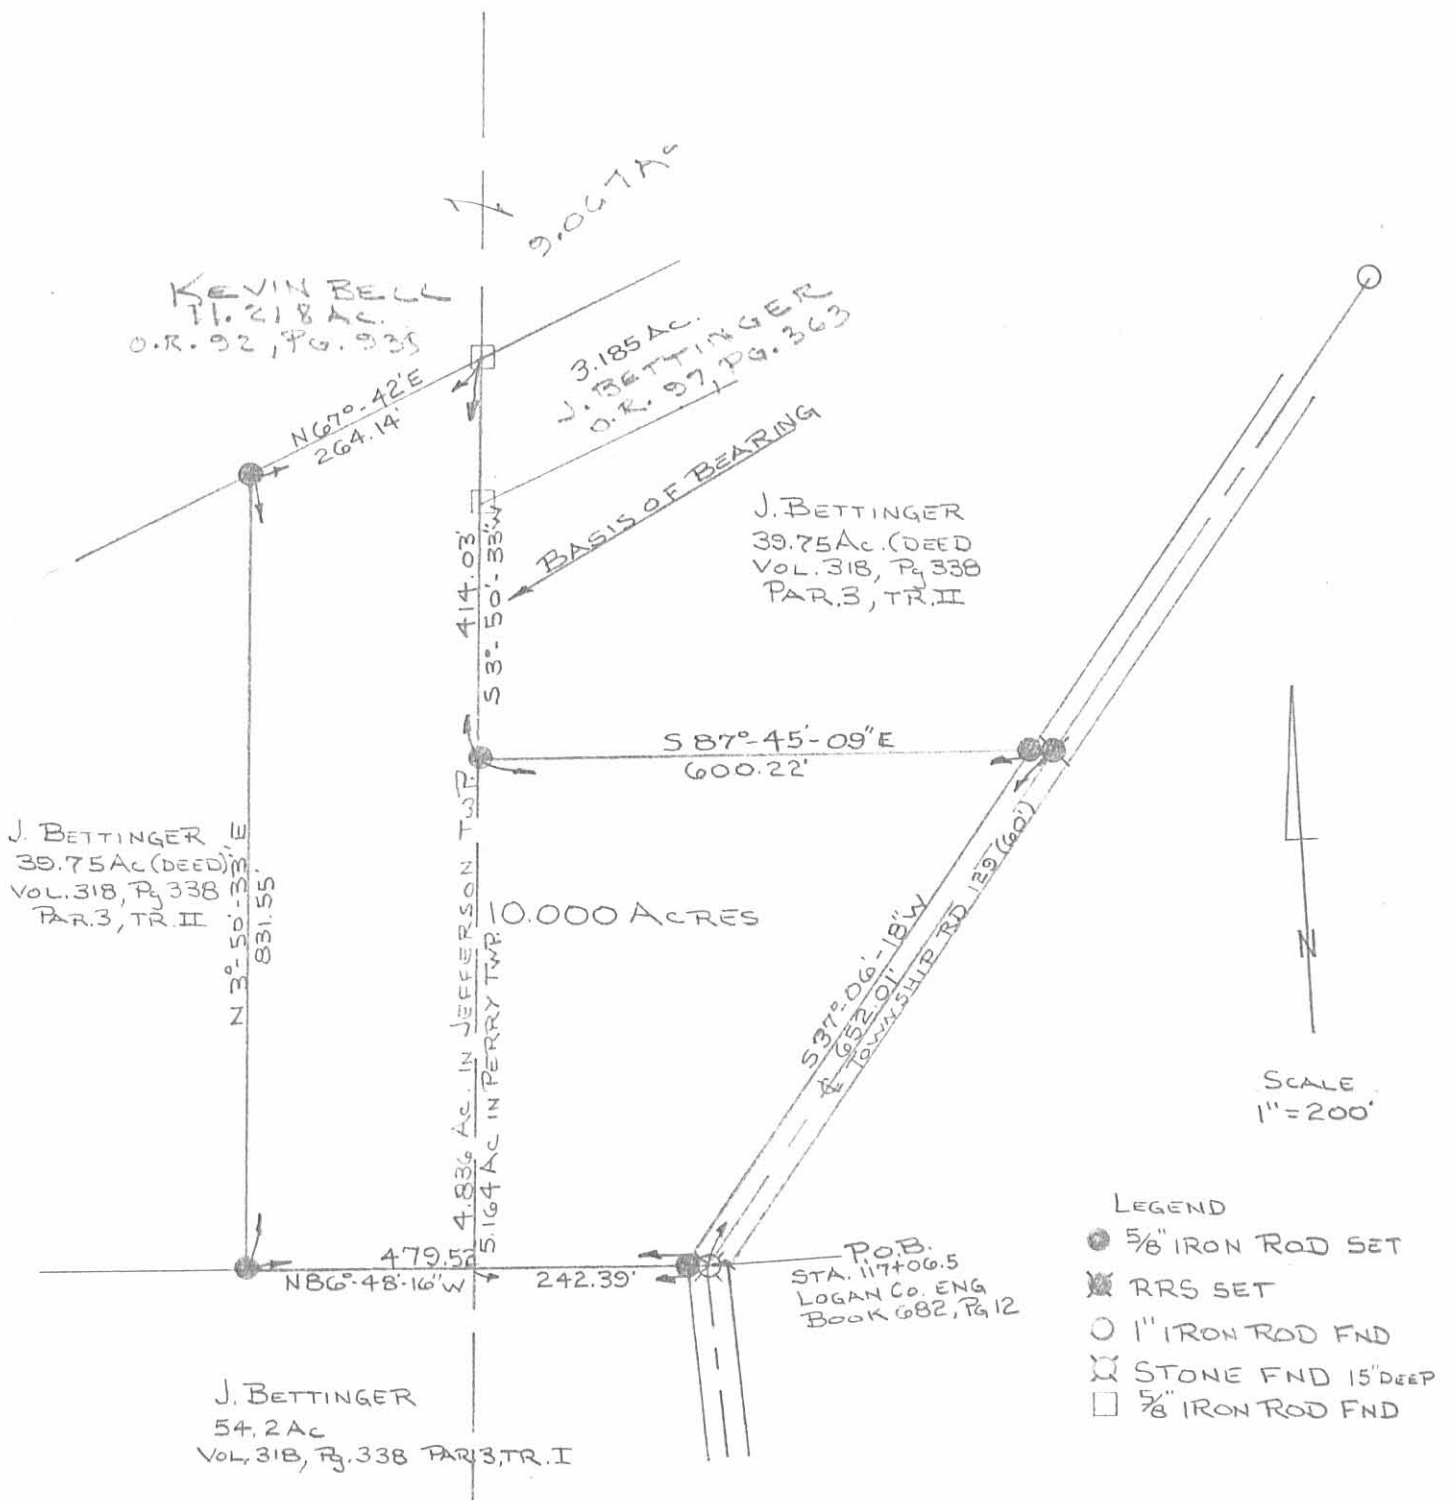 9.067 Ac
KEVIN BELL
11.218 AC.
O.R. 92, PG. 935
3.185 AC.
J. BETTINGER
O.R. 97, PG. 363
N67°-42'E
264.14'
BASIS OF BEARING
414.03'
S 3°-50'-33"W
J. BETTINGER
39.75 Ac. (DEED
VOL. 318, Pg 338
PAR. 3, TR. II
S 87°-45'-09"E
600.22'
J. BETTINGER
39.75 Ac (DEED)
VOL. 318, Pg 338
PAR. 3, TR. II
N 3°-50'-33"E
831.55'
10.000 ACRES
4.836 Ac. IN JEFFERSON TWP.
5.164 AC IN PERRY TWP.
S 37°-06'-18"W
652.01'
℄ TOWNSHIP RD 129 (60')
N
SCALE
1" = 200'
479.52
N86°-48'-16"W
242.39'
P.O.B.
STA. 117+06.5
LOGAN Co. ENG
BOOK 682, PG 12
LEGEND
5/8" IRON ROD SET
RRS SET
1" IRON ROD FND
STONE FND 15" DEEP
5/8" IRON ROD FND
J. BETTINGER
54.2 Ac
VOL. 318, Pg. 338 PAR 3, TR. I